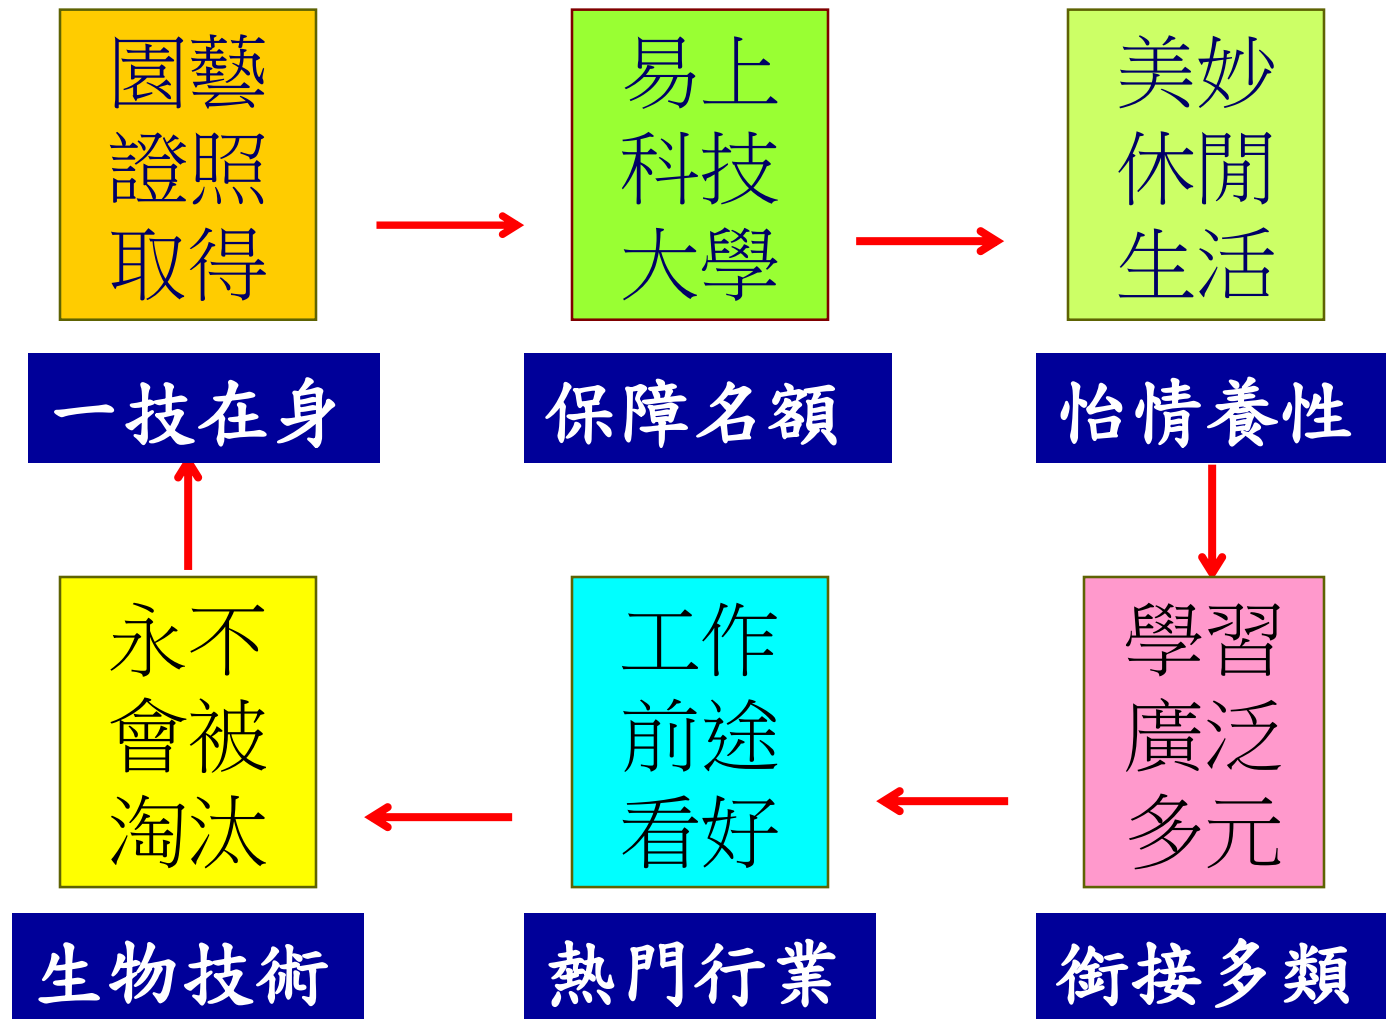 園藝
證照
取得
一技在身
易上
科技
大學
保障名額
美妙
休閒
生活
怡情養性
學習
廣泛
多元
銜接多類
工作
前途
看好
熱門行業
永不
會被
淘汰
生物技術